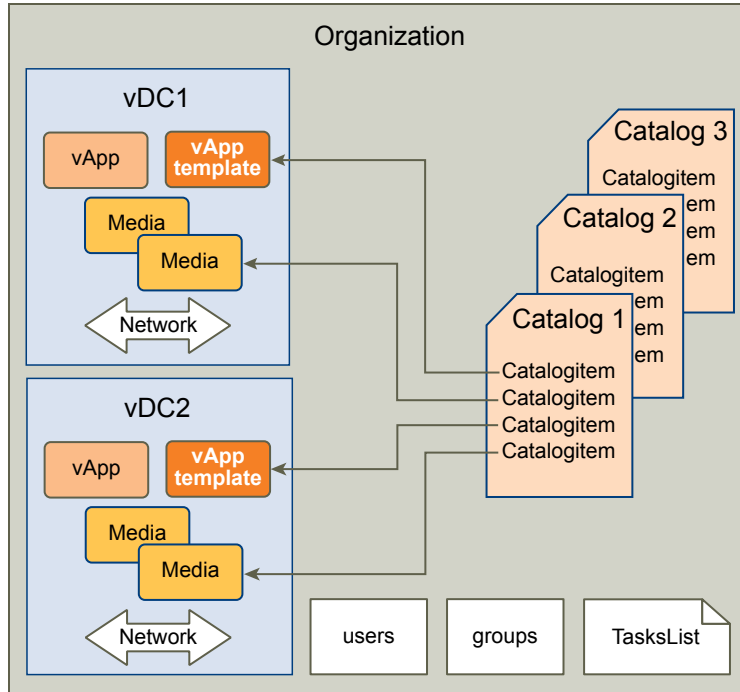 Organization
vDC1
vApp
vApp
template
Media
Media
Network
vDC2
vApp
vApp
template
Media
Media
Network
Catalog 3
Catalogitem
em
em
em
Catalog 2
Catalogitem
em
em
em
Catalog 1
Catalogitem
Catalogitem
Catalogitem
Catalogitem
users
groups
TasksList